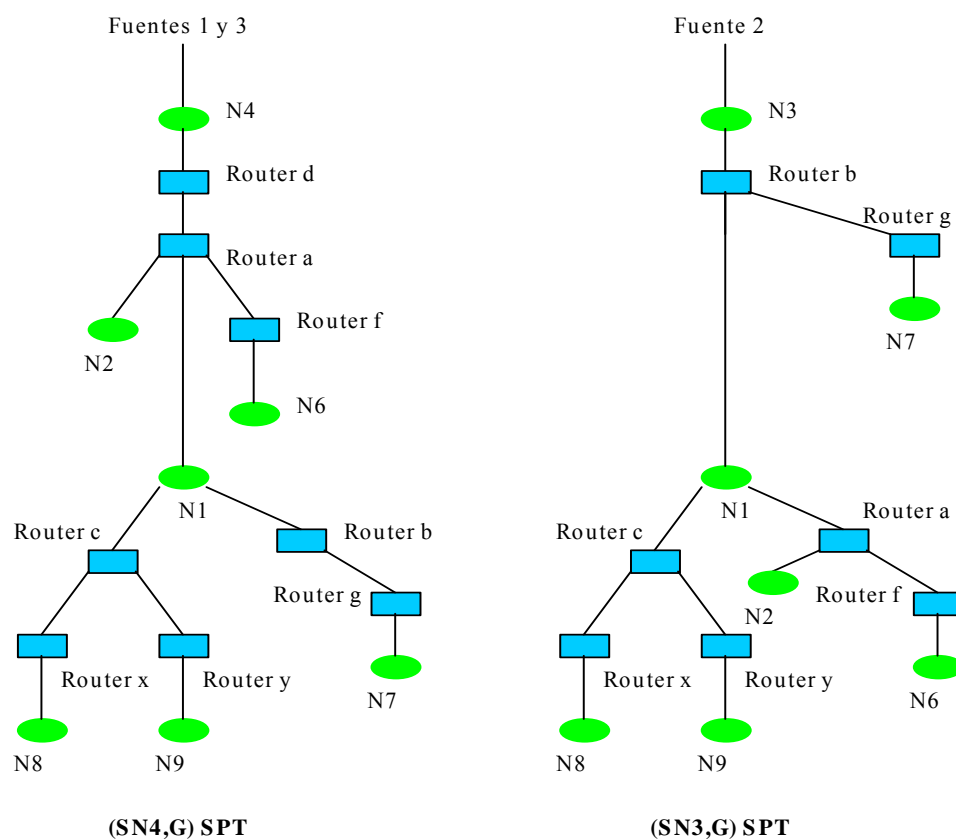 Fuentes 1 y 3
Fuente 2
N4
N3
Router d
Router b
Router g
Router a
Router f
N7
N2
N6
N1
N1
Router a
Router c
Router b
Router c
Router g
N2
Router f
Router x
Router y
Router x
Router y
N7
N6
N8
N9
N8
N9
(SN4,G) SPT
(SN3,G) SPT